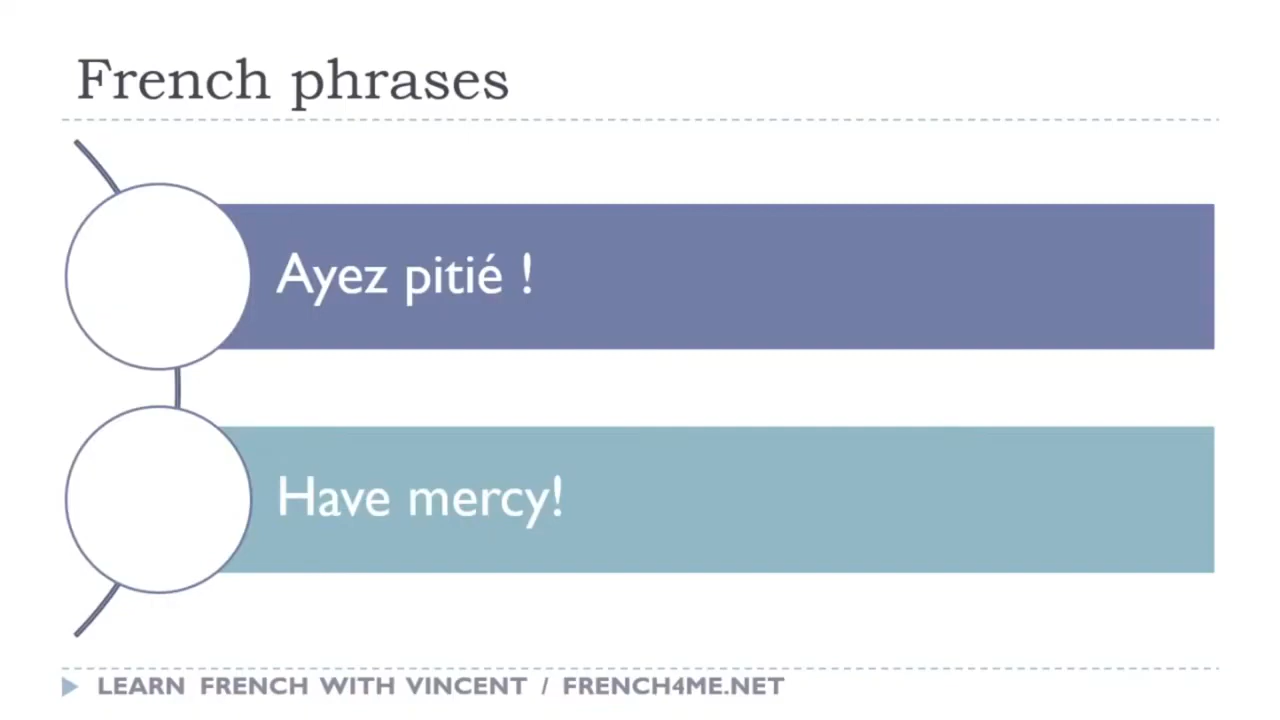 French phrases
Ayez pitié !
Have mercy!
LEARN FRENCH WITH VINCENT / FRENCH4ME.NET